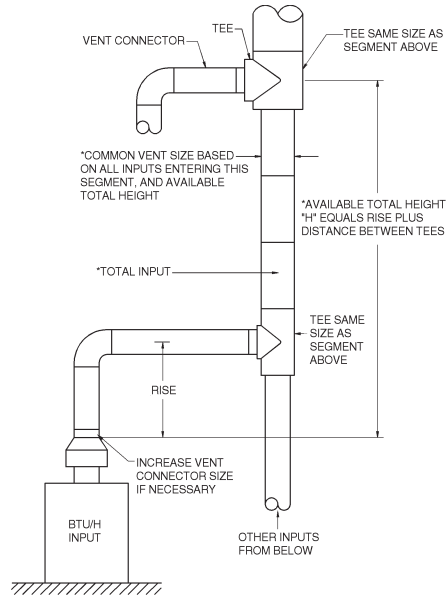 TEE
VENT CONNECTOR
TEE SAME SIZE AS
SEGMENT ABOVE
*COMMON VENT SIZE BASED
ON ALL INPUTS ENTERING THIS
SEGMENT, AND AVAILABLE
TOTAL HEIGHT
*AVAILABLE TOTAL HEIGHT
"H" EQUALS RISE PLUS
DISTANCE BETWEEN TEES
*TOTAL INPUT
TEE SAME
SIZE AS
SEGMENT
ABOVE
RISE
INCREASE VENT
CONNECTOR SIZE
IF NECESSARY
BTU/H
INPUT
OTHER INPUTS
FROM BELOW